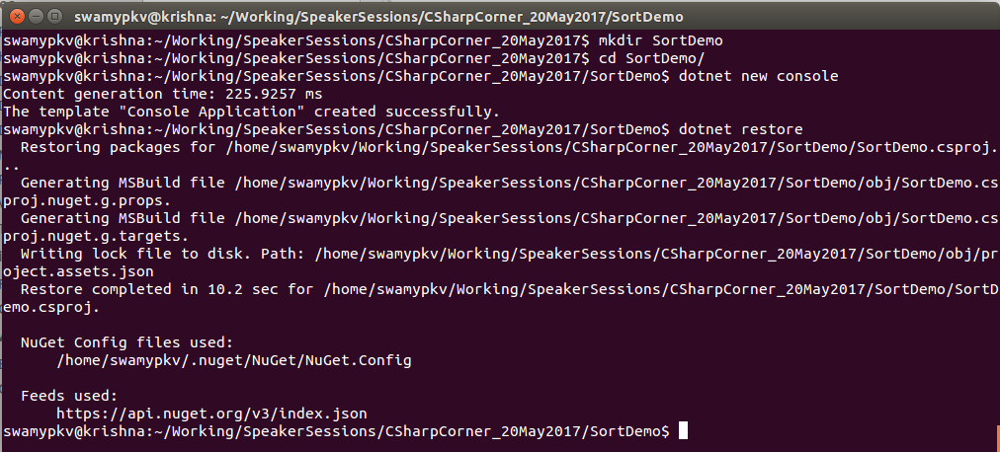 swamypkv@krishna: ~/Working/SpeakerSessions/CSharpCorner_20May2017/SortDemo
swamypkv@krishna:~/Working/SpeakerSessions/CSharpCorner_20May2017$ mkdir SortDemo
swamypkv@krishna:~/Working/SpeakerSessions/CSharpCorner_20May2017$ cd SortDemo/
swamypkv@krishna:~/Working/SpeakerSessions/CSharpCorner_20May2017/SortDemo$ dotnet new console
Content generation time: 225.9257 ms
The template "Console Application" created successfully.
swamypkv@krishna:~/Working/SpeakerSessions/CSharpCorner_20May2017/SortDemo$ dotnet restore
  Restoring packages for /home/swamypkv/Working/SpeakerSessions/CSharpCorner_20May2017/SortDemo/SortDemo.csproj.
..
  Generating MSBuild file /home/swamypkv/Working/SpeakerSessions/CSharpCorner_20May2017/SortDemo/obj/SortDemo.cs
proj.nuget.g.props.
  Generating MSBuild file /home/swamypkv/Working/SpeakerSessions/CSharpCorner_20May2017/SortDemo/obj/SortDemo.cs
proj.nuget.g.targets.
  Writing lock file to disk. Path: /home/swamypkv/Working/SpeakerSessions/CSharpCorner_20May2017/SortDemo/obj/pr
oject.assets.json
  Restore completed in 10.2 sec for /home/swamypkv/Working/SpeakerSessions/CSharpCorner_20May2017/SortDemo/SortD
emo.csproj.
  NuGet Config files used:
      /home/swamypkv/.nuget/NuGet/NuGet.Config
  Feeds used:
      https://api.nuget.org/v3/index.json
swamypkv@krishna:~/Working/SpeakerSessions/CSharpCorner_20May2017/SortDemo$